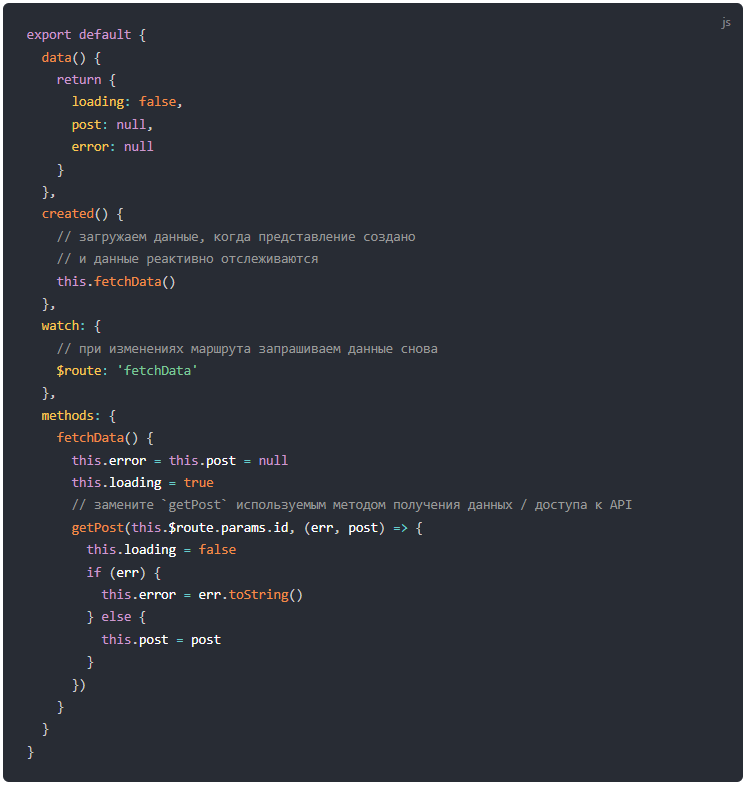 js
export default {
  data() {
    return {
      loading: false,
      post: null,
      error: null
    }
  },
  created() {
    // загружаем данные, когда представление создано
    // и данные реактивно отслеживаются
    this.fetchData()
  },
  watch: {
    // при изменениях маршрута запрашиваем данные снова
    $route: 'fetchData'
  },
  methods: {
    fetchData() {
      this.error = this.post = null
      this.loading = true
      // замените `getPost` используемым методом получения данных / доступа к API
      getPost(this.$route.params.id, (err, post) => {
        this.loading = false
        if (err) {
          this.error = err.toString()
        } else {
          this.post = post
        }
      })
    }
  }
}